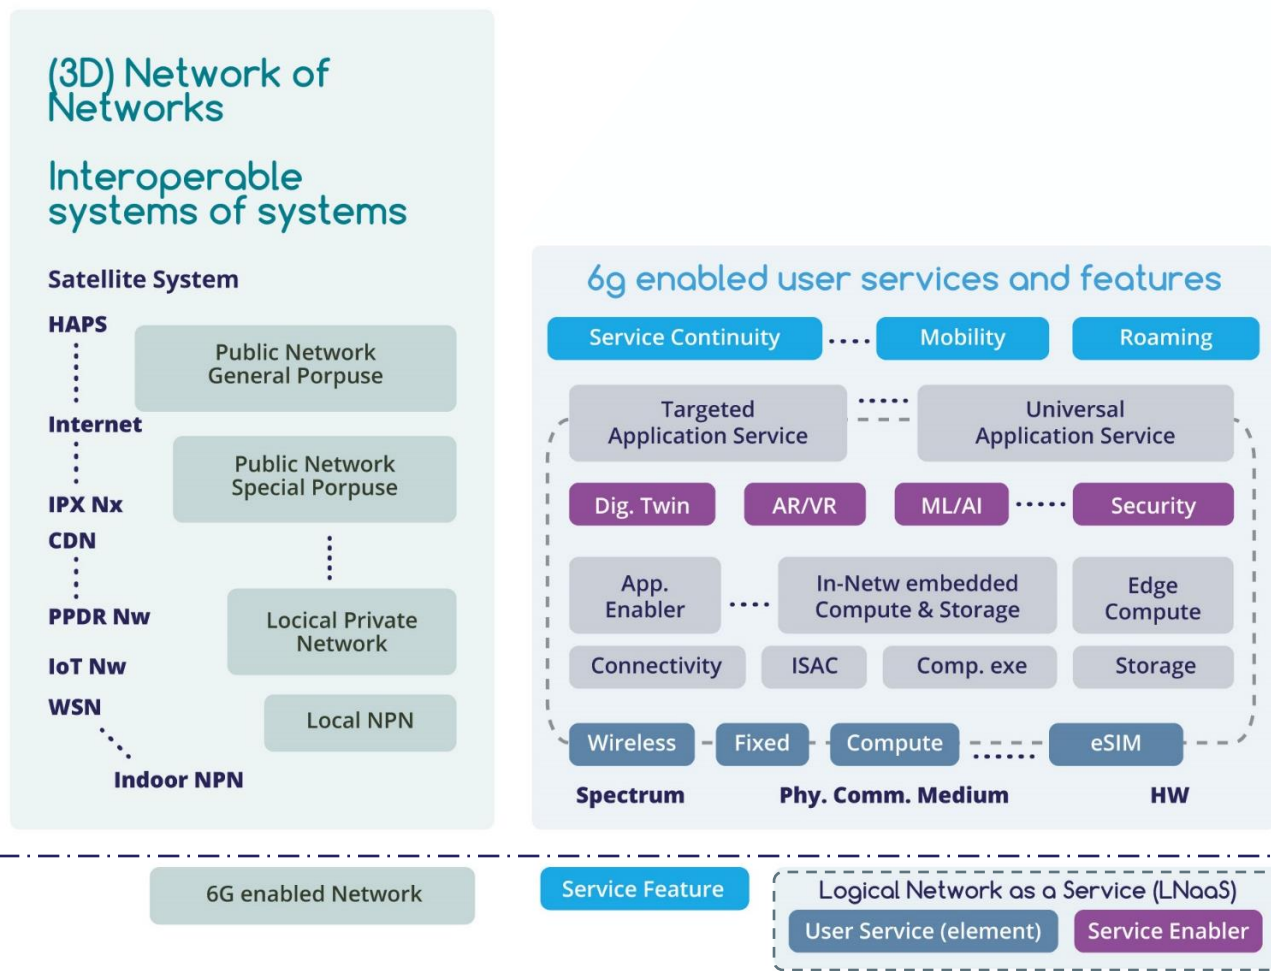 (3D) Network of
Networks
Interoperable
systems of systems
Satellite System
HAPS
Internet
IPX Nx
CDN
PPDR Nw
IoT Nw
WSN
Indoor NPN
Public Network
General Porpuse
Public Network
Special Porpuse
Locical Private
Network
Local NPN
6g enabled user services and features
Service Continuity
Mobility
Roaming
Targeted
Application Service
Universal
Application Service
Dig. Twin
AR/VR
ML/AI
Security
App.
Enabler
In-Netw embedded
Compute & Storage
Edge
Compute
Connectivity
ISAC
Comp. exe
Storage
Wireless
Fixed
Compute
eSIM
Spectrum
Phy. Comm. Medium
HW
6G enabled Network
Service Feature
Logical Network as a Service (LNaaS)
User Service (element)
Service Enabler